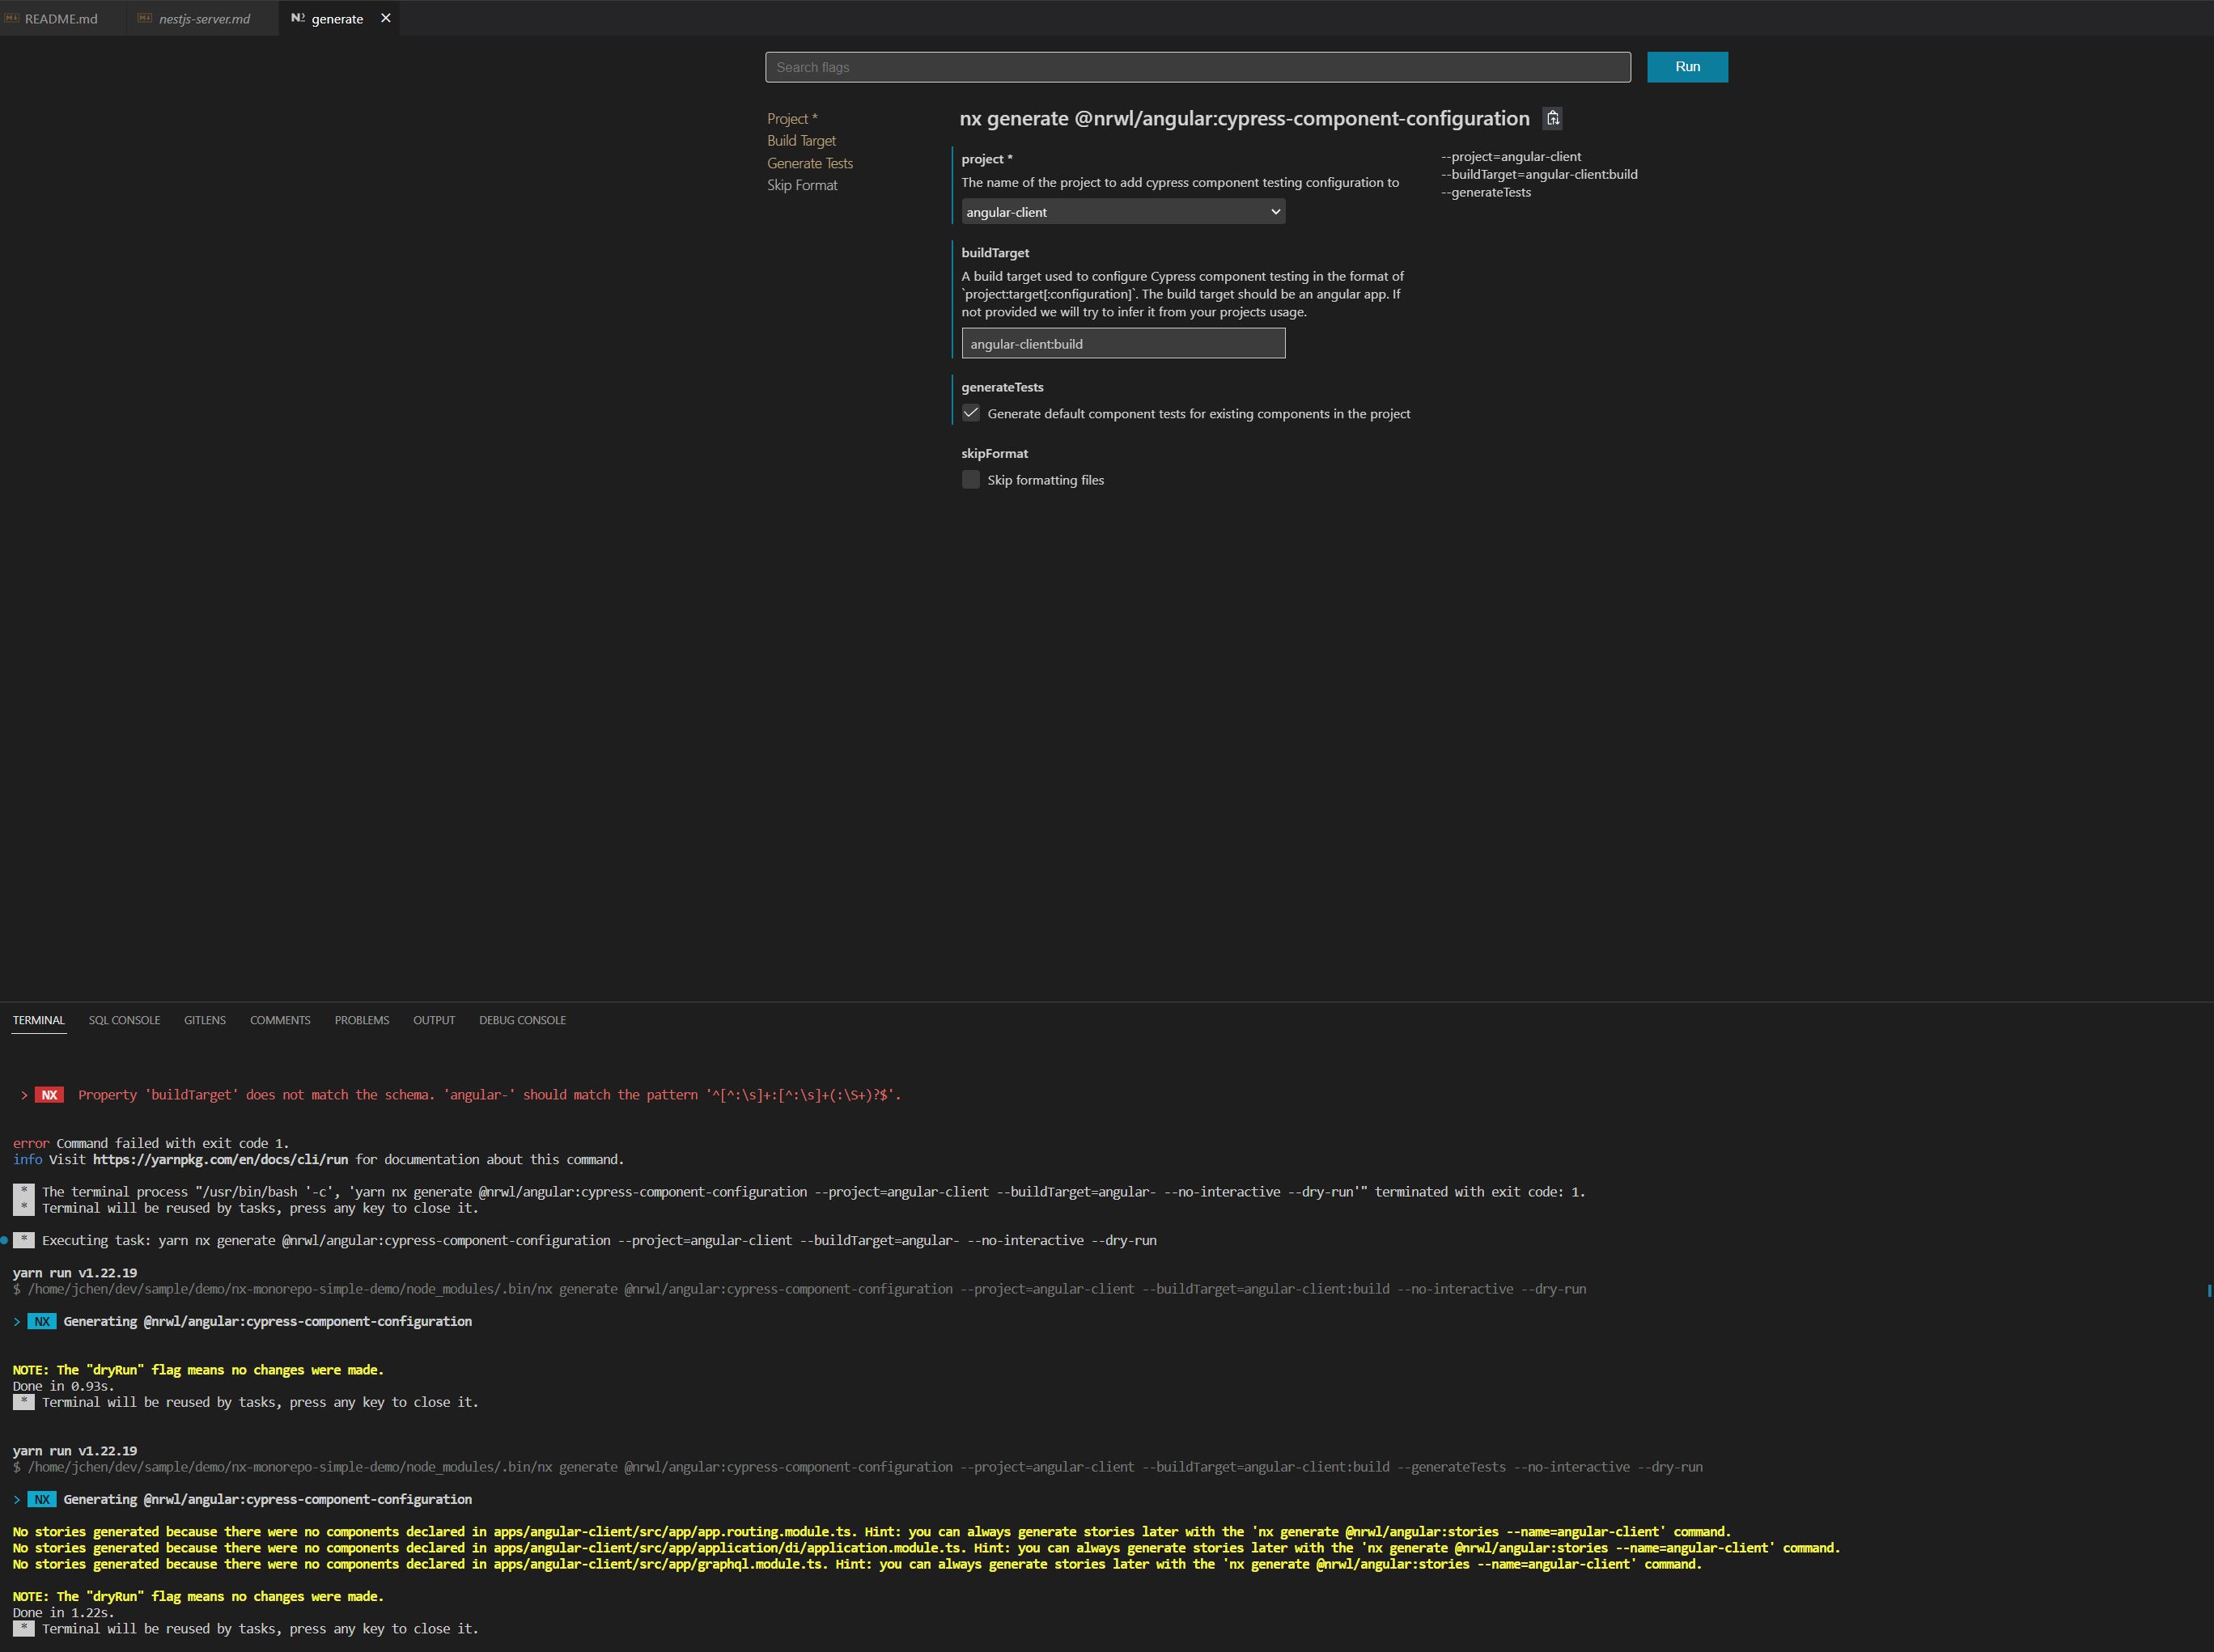 README.md
nestjs-server.md
generate
Search flags
Run
Project *
Build Target
Generate Tests
Skip Format
nx generate @nrwl/angular:cypress-component-configuration
project *
The name of the project to add cypress component testing configuration to
angular-client
--project=angular-client
--buildTarget=angular-client:build
--generateTests
buildTarget
A build target used to configure Cypress component testing in the format of
`project:target[:configuration]`. The build target should be an angular app. If
not provided we will try to infer it from your projects usage.
angular-client:build
generateTests
Generate default component tests for existing components in the project
skipFormat
Skip formatting files
TERMINAL SQL CONSOLE GITLENS COMMENTS PROBLEMS OUTPUT DEBUG CONSOLE
> NX Property 'buildTarget' does not match the schema. 'angular-' should match the pattern '^[^:\s]+:[^:\s]+(:\S+)?$'.
error Command failed with exit code 1.
info Visit https://yarnpkg.com/en/docs/cli/run for documentation about this command.
* The terminal process "/usr/bin/bash '-c', 'yarn nx generate @nrwl/angular:cypress-component-configuration --project=angular-client --buildTarget=angular- --no-interactive --dry-run'" terminated with exit code: 1.
* Terminal will be reused by tasks, press any key to close it.
* Executing task: yarn nx generate @nrwl/angular:cypress-component-configuration --project=angular-client --buildTarget=angular- --no-interactive --dry-run
yarn run v1.22.19
$ /home/jchen/dev/sample/demo/nx-monorepo-simple-demo/node_modules/.bin/nx generate @nrwl/angular:cypress-component-configuration --project=angular-client --buildTarget=angular-client:build --no-interactive --dry-run
> NX Generating @nrwl/angular:cypress-component-configuration
NOTE: The "dryRun" flag means no changes were made.
Done in 0.93s.
* Terminal will be reused by tasks, press any key to close it.
yarn run v1.22.19
$ /home/jchen/dev/sample/demo/nx-monorepo-simple-demo/node_modules/.bin/nx generate @nrwl/angular:cypress-component-configuration --project=angular-client --buildTarget=angular-client:build --generateTests --no-interactive --dry-run
> NX Generating @nrwl/angular:cypress-component-configuration
No stories generated because there were no components declared in apps/angular-client/src/app/app.routing.module.ts. Hint: you can always generate stories later with the 'nx generate @nrwl/angular:stories --name=angular-client' command.
No stories generated because there were no components declared in apps/angular-client/src/app/application/di/application.module.ts. Hint: you can always generate stories later with the 'nx generate @nrwl/angular:stories --name=angular-client' command.
No stories generated because there were no components declared in apps/angular-client/src/app/graphql.module.ts. Hint: you can always generate stories later with the 'nx generate @nrwl/angular:stories --name=angular-client' command.
NOTE: The "dryRun" flag means no changes were made.
Done in 1.22s.
* Terminal will be reused by tasks, press any key to close it.